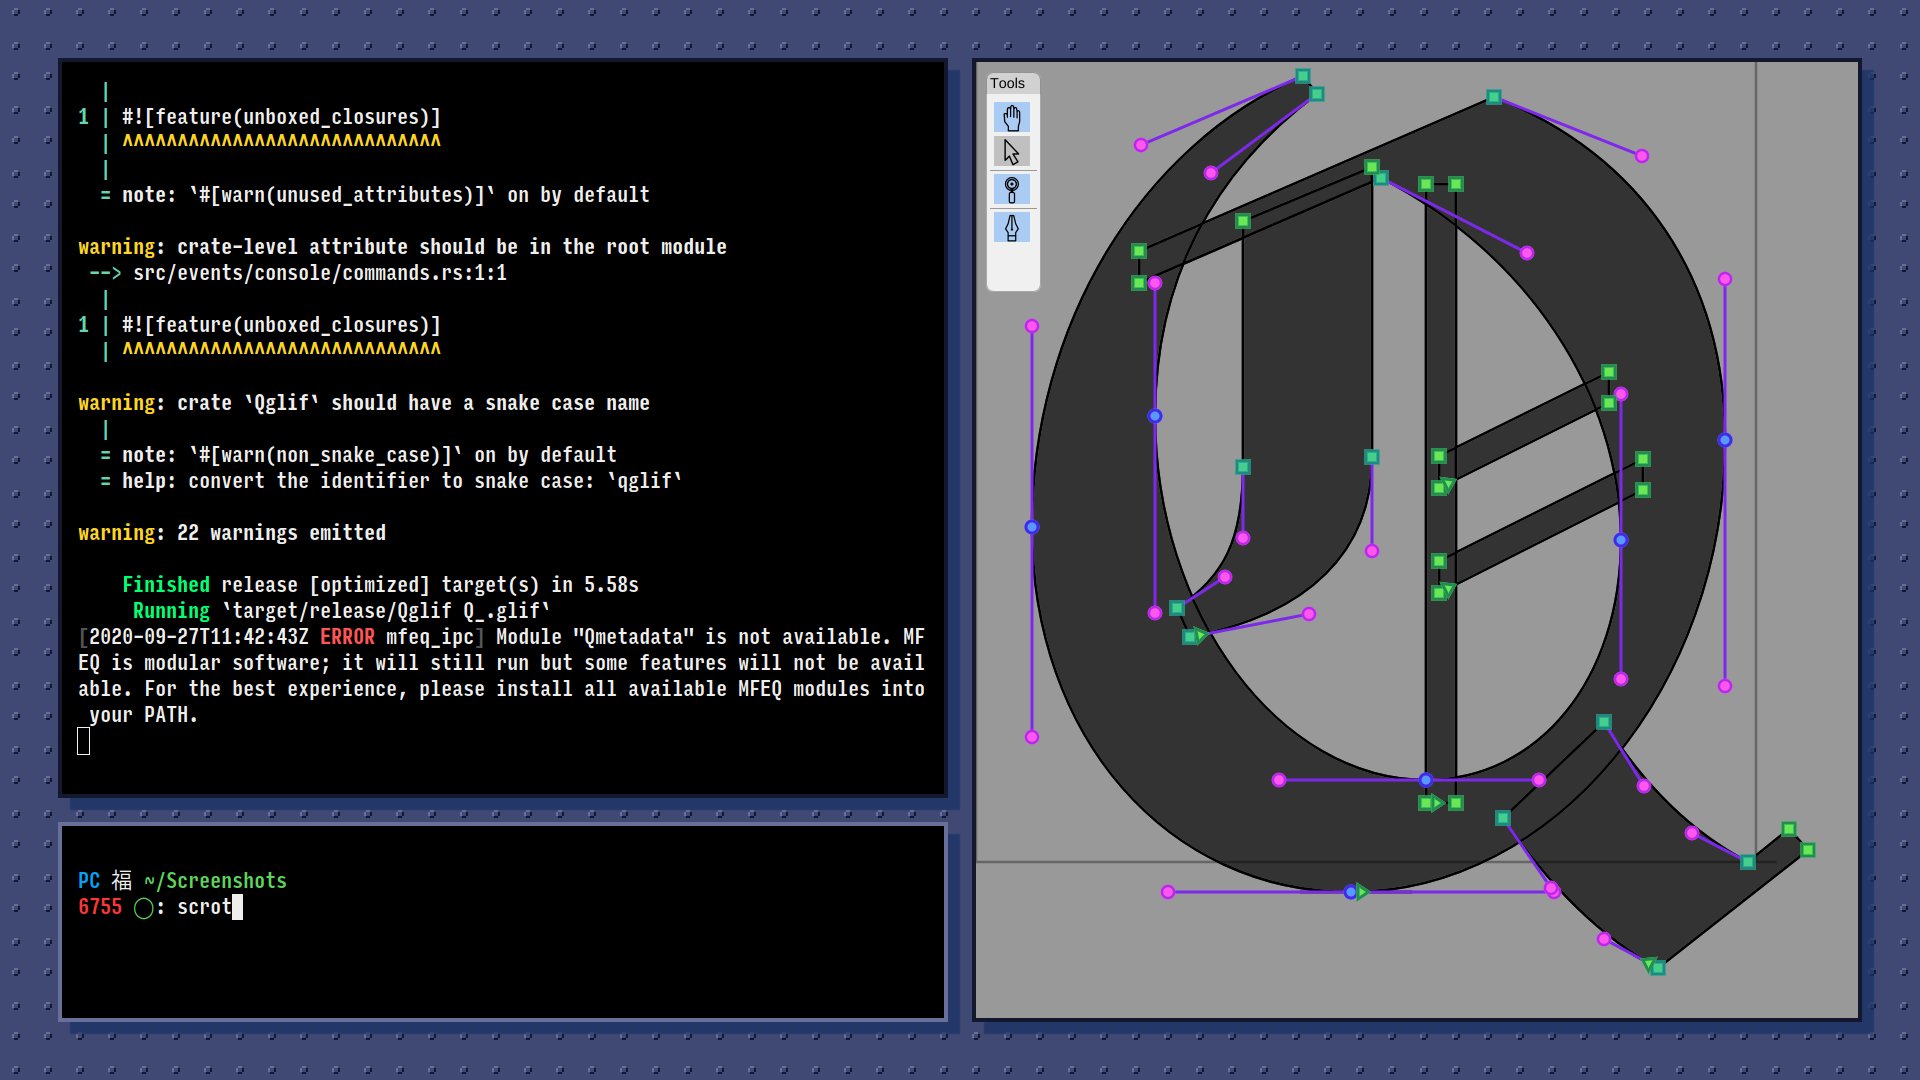 |
1 | #![feature(unboxed_closures)]
| ^^^^^^^^^^^^^^^^^^^^^^^^^^^^^
|
= note: `#[warn(unused_attributes)]` on by default
warning: crate-level attribute should be in the root module
--> src/events/console/commands.rs:1:1
|
1 | #![feature(unboxed_closures)]
| ^^^^^^^^^^^^^^^^^^^^^^^^^^^^^
warning: crate `Qglif` should have a snake case name
|
= note: `#[warn(non_snake_case)]` on by default
= help: convert the identifier to snake case: `qglif`
warning: 22 warnings emitted
Finished release [optimized] target(s) in 5.58s
Running `target/release/Qglif Q_.glif`
[2020-09-27T11:42:43Z ERROR mfeq_ipc] Module "Qmetadata" is not available. MF
EQ is modular software; it will still run but some features will not be avail
able. For the best experience, please install all available MFEQ modules into
your PATH.
PC 福 ~/Screenshots
6755 ◯: scrot
Tools